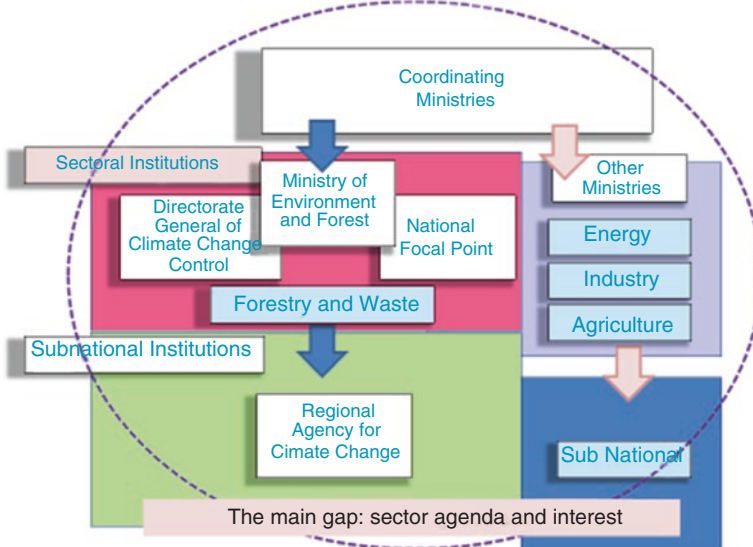 Coordinating
Ministries
Sectoral Institutions
Ministry of
Environment
and Forest
Other
Ministries
Directorate
General of
Climate Change
Control
National
Focal Point
Energy
Industry
Forestry and Waste
Agriculture
Subnational Institutions
Regional
Agency for
Cimate Change
Sub National
The main gap: sector agenda and interest